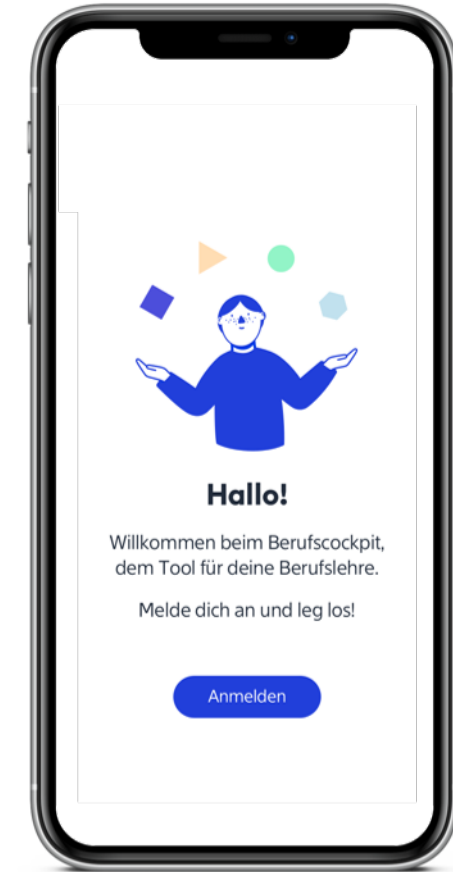 Hallo!
Willkommen beim Berufscockpit,
dem Tool für deine Berufslehre.
Melde dich an und leg los!
Anmelden